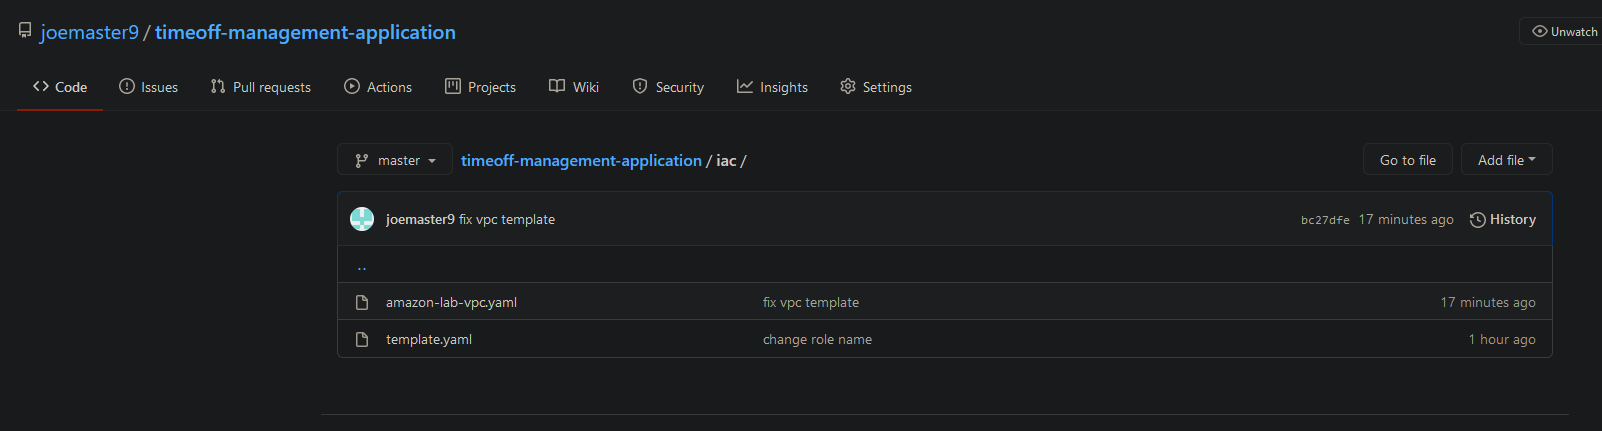 joemaster9 / timeoff-management-application Unwatch
Code Issues Pull requests Actions Projects Wiki Security Insights Settings
master timeoff-management-application / iac / Go to file Add file
joemaster9 fix vpc template bc27dfe 17 minutes ago History
..
amazon-lab-vpc.yaml fix vpc template 17 minutes ago
template.yaml change role name 1 hour ago